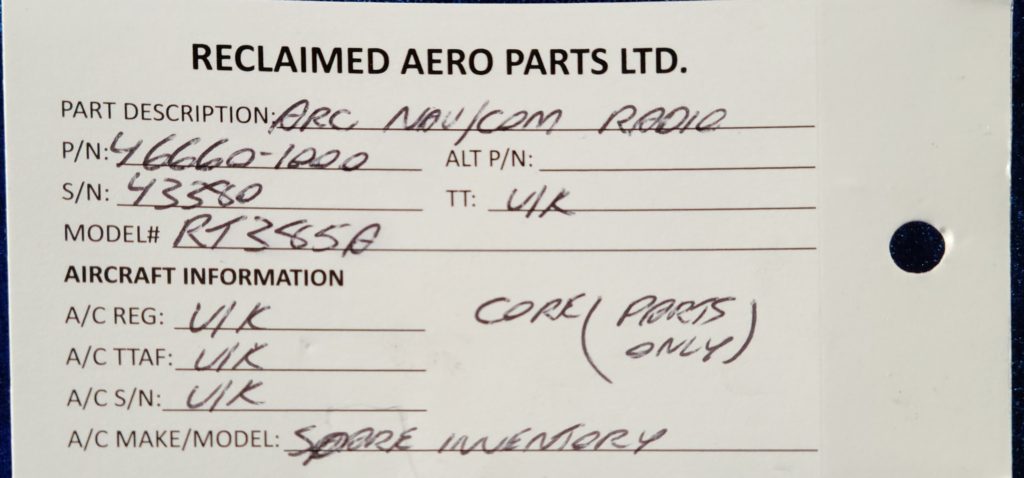 RECLAIMED AERO PARTS LTD.
PART DESCRIPTION: ARC NAV/COM RADIO
P/N: 46660-1000 ALT P/N:
S/N: 43380 TT: U/K
MODEL# RT385A
AIRCRAFT INFORMATION
A/C REG: U/K CORE (PARTS
A/C TTAF: U/K ONLY)
A/C S/N: U/K
A/C MAKE/MODEL: SPARE INVENTORY